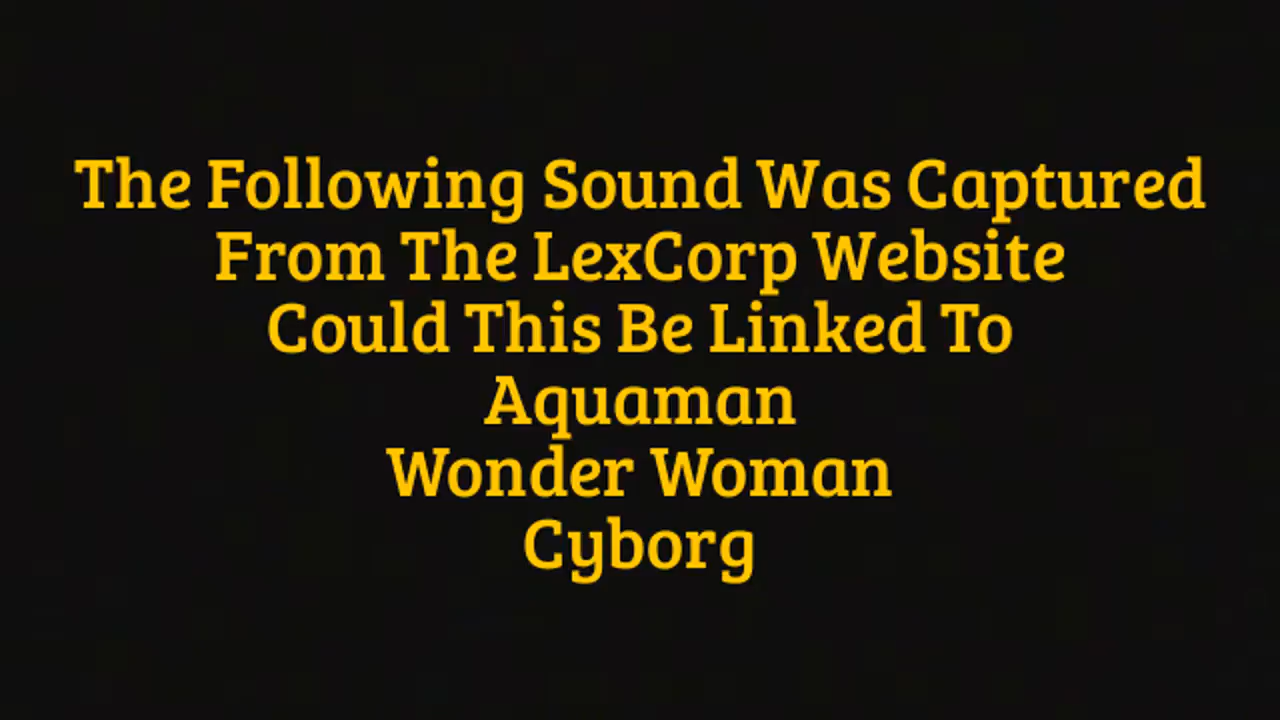 The Following Sound Was Captured
From The LexCorp Website
Could This Be Linked To
Aquaman
Wonder Woman
Cyborg